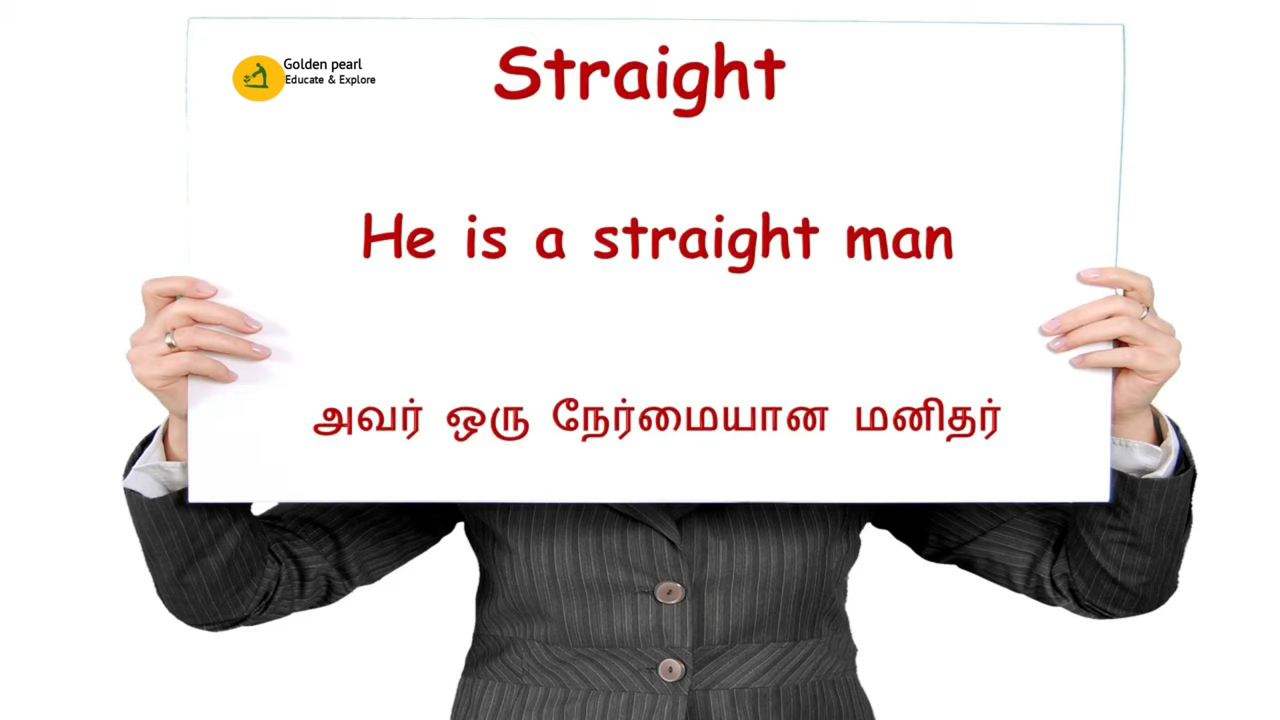 Golden pearl
Educate & Explore
Straight
He is a straight man
அவர் ஒரு நேர்மையான மனிதர்